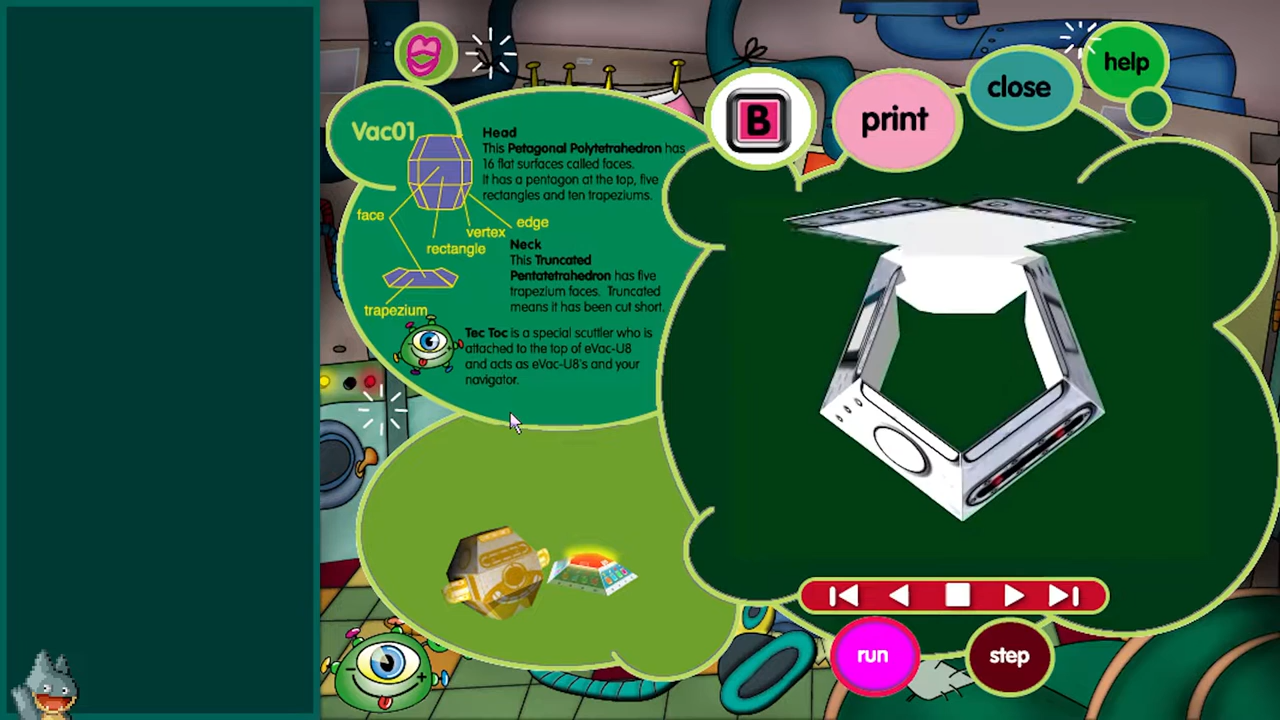 help
close
print
B
Vac01
Head
This Petagonal Polytetrahedron has
16 flat surfaces called faces.
It has a pentagon at the top, five
rectangles and ten trapeziums.
face
edge
vertex
rectangle
Neck
This Truncated
Pentatetrahedron has five
trapezium faces. Truncated
means it has been cut short.
trapezium
Tec Toc is a special scuttler who is
attached to the top of eVac-U8
and acts as eVac-U8's and your
navigator.
run
step